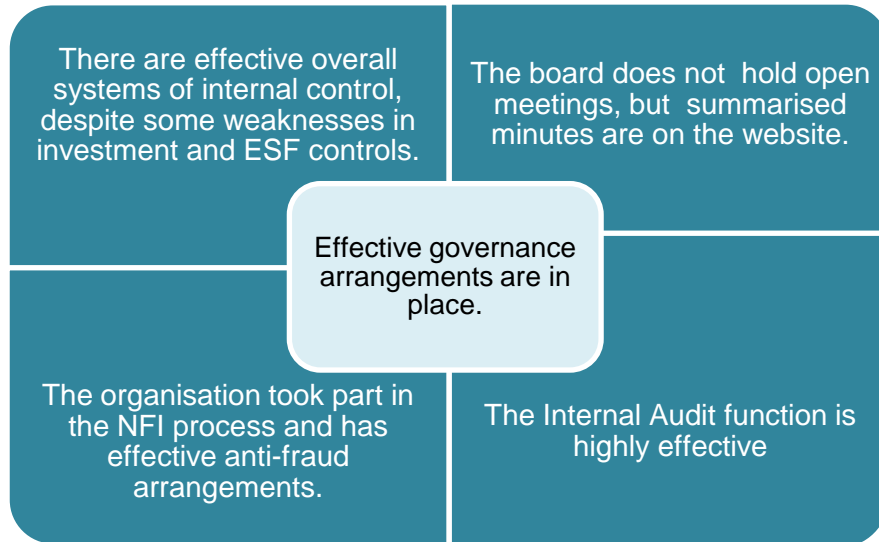 There are effective overall
systems of internal control,
despite some weaknesses in
investment and ESF controls.
The board does not  hold open
meetings, but  summarised
minutes are on the website.
Effective governance
arrangements are in
place.
The organisation took part in
the NFI process and has
effective anti-fraud
arrangements.
The Internal Audit function is
highly effective